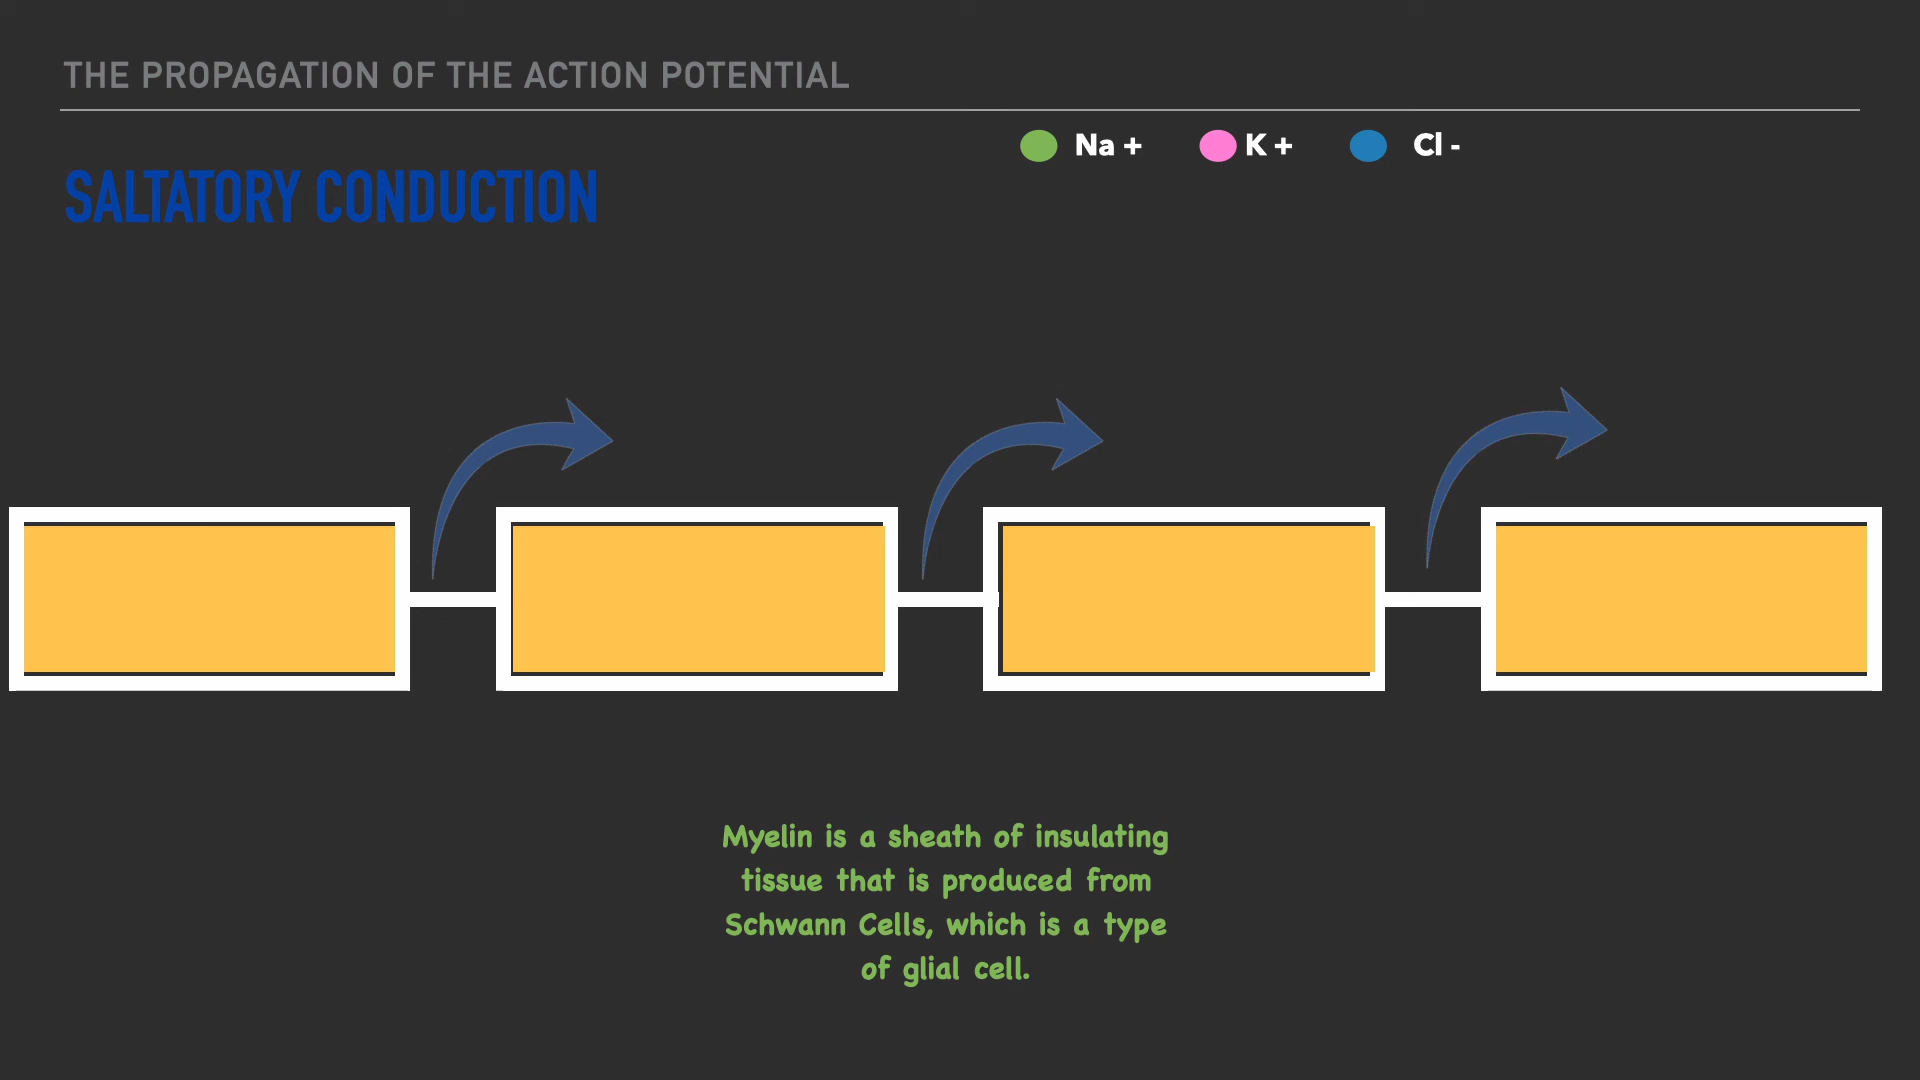 THE PROPAGATION OF THE ACTION POTENTIAL
Na + K + Cl -
SALTATORY CONDUCTION
Myelin is a sheath of insulating
tissue that is produced from
Schwann Cells, which is a type
of glial cell.